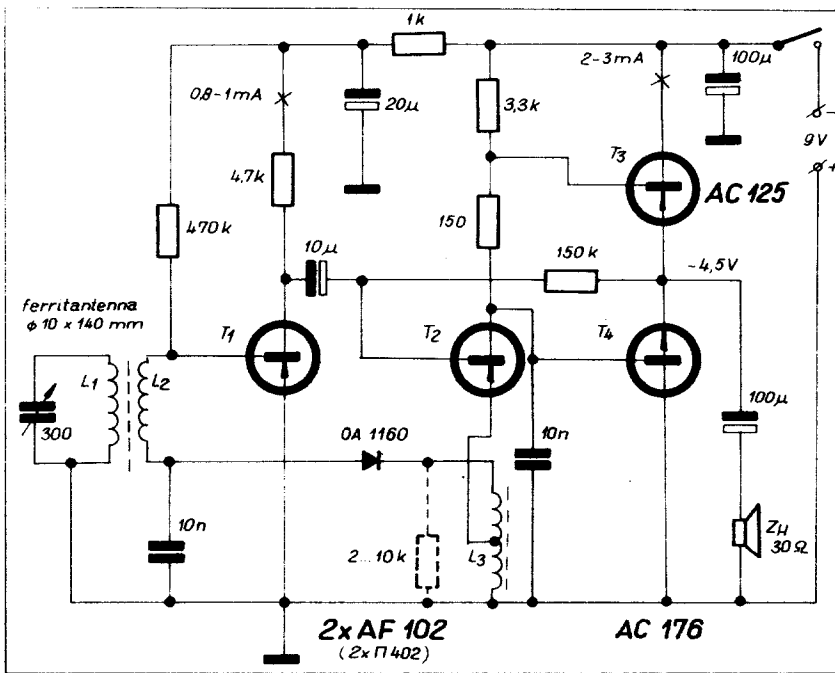 1k
0,8-1mA
20μ
2-3mA
100μ
3,3k
4,7k
T3
9V
-
+
AC 125
470k
150
10μ
150k
-4,5V
ferritantenna
φ 10 x 140 mm
T1
T2
T4
L1
L2
300
100μ
OA 1160
10n
10n
2...10k
L3
ZH
30Ω
2x AF 102
(2x П 402)
AC 176